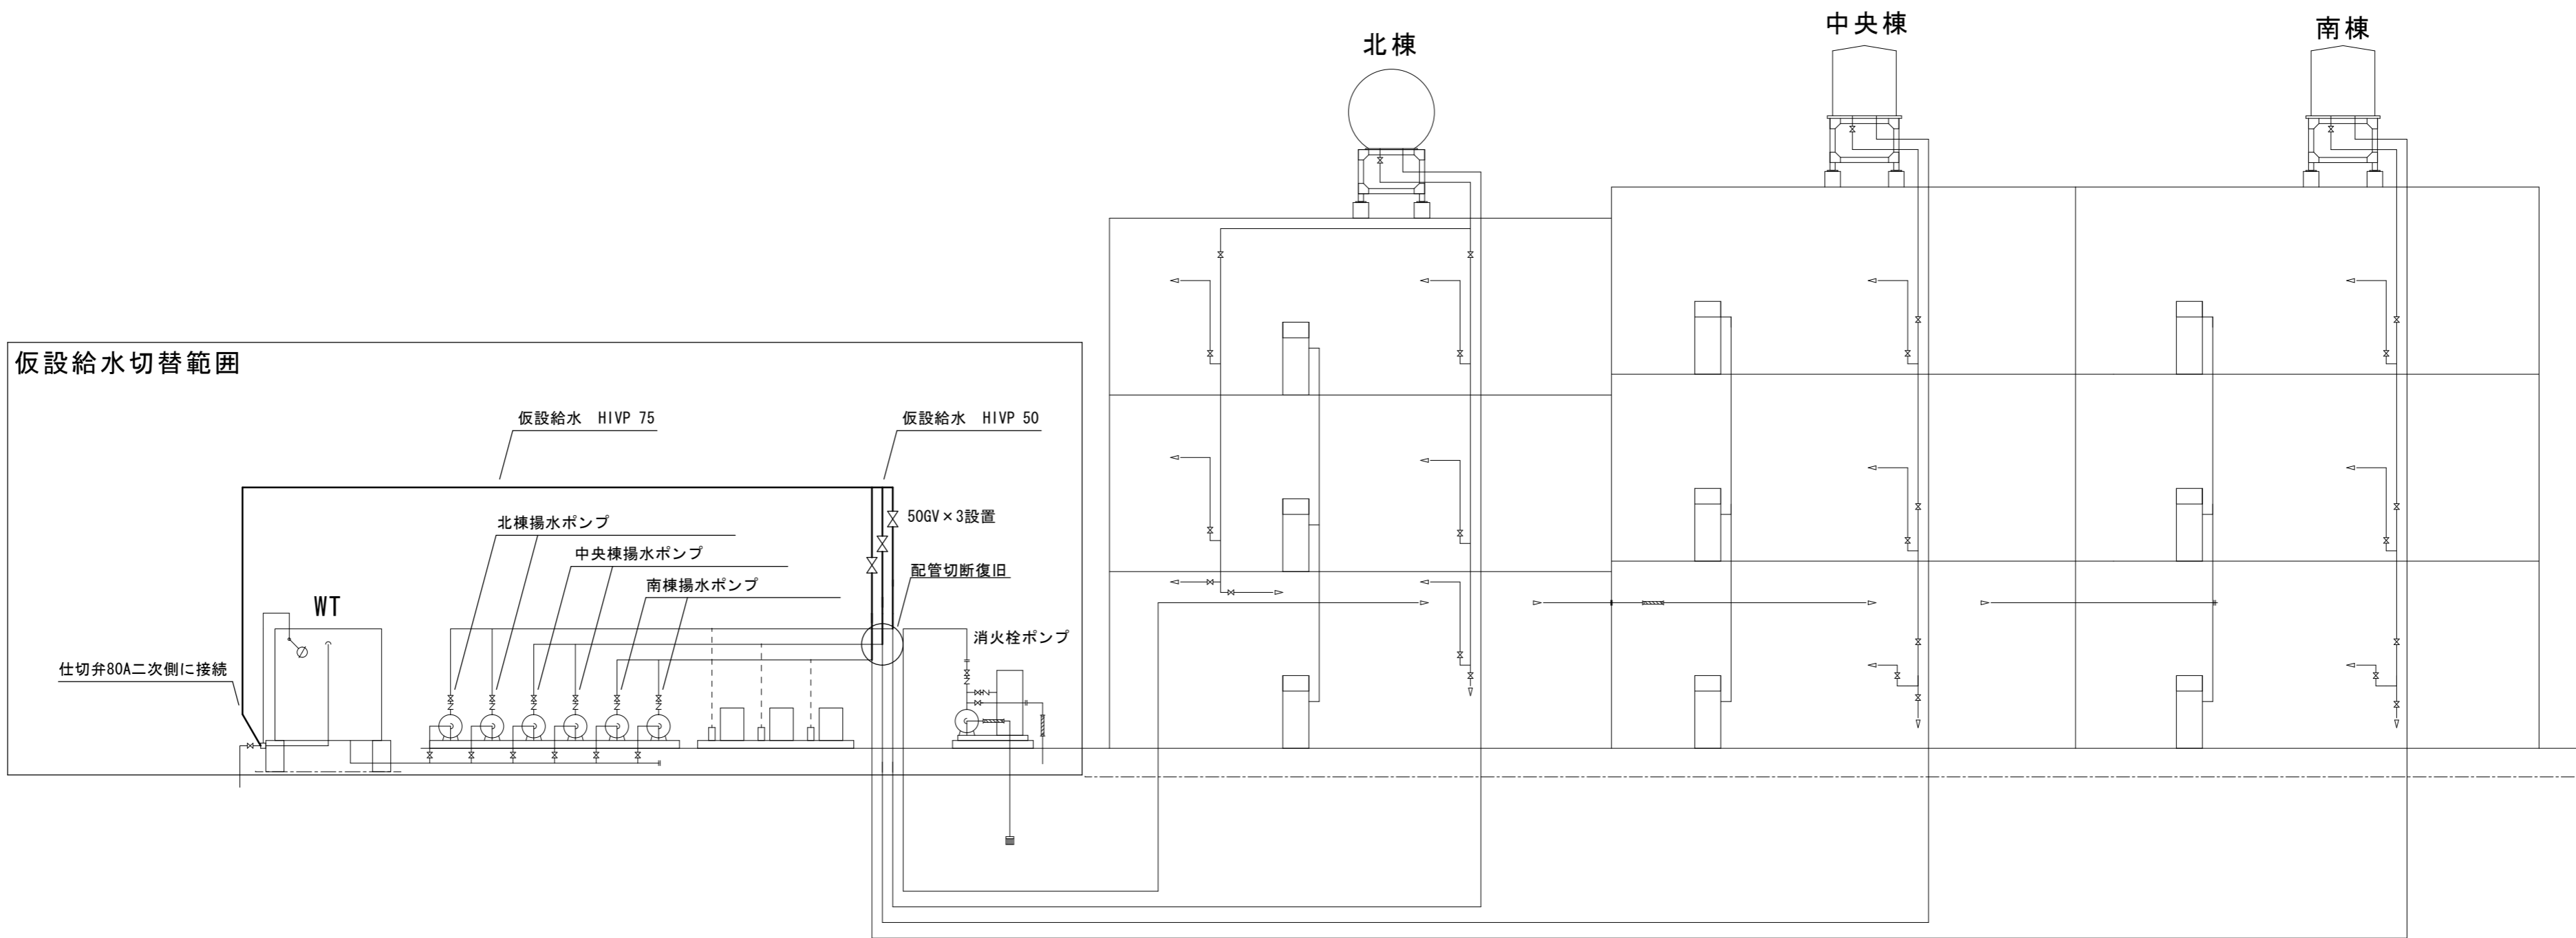 北棟
中央棟
南棟
仮設給水切替範囲
仮設給水　HIVP 75
仮設給水　HIVP 50
50GV×3設置
北棟揚水ポンプ
中央棟揚水ポンプ
南棟揚水ポンプ
配管切断復旧
WT
消火栓ポンプ
仕切弁80A二次側に接続